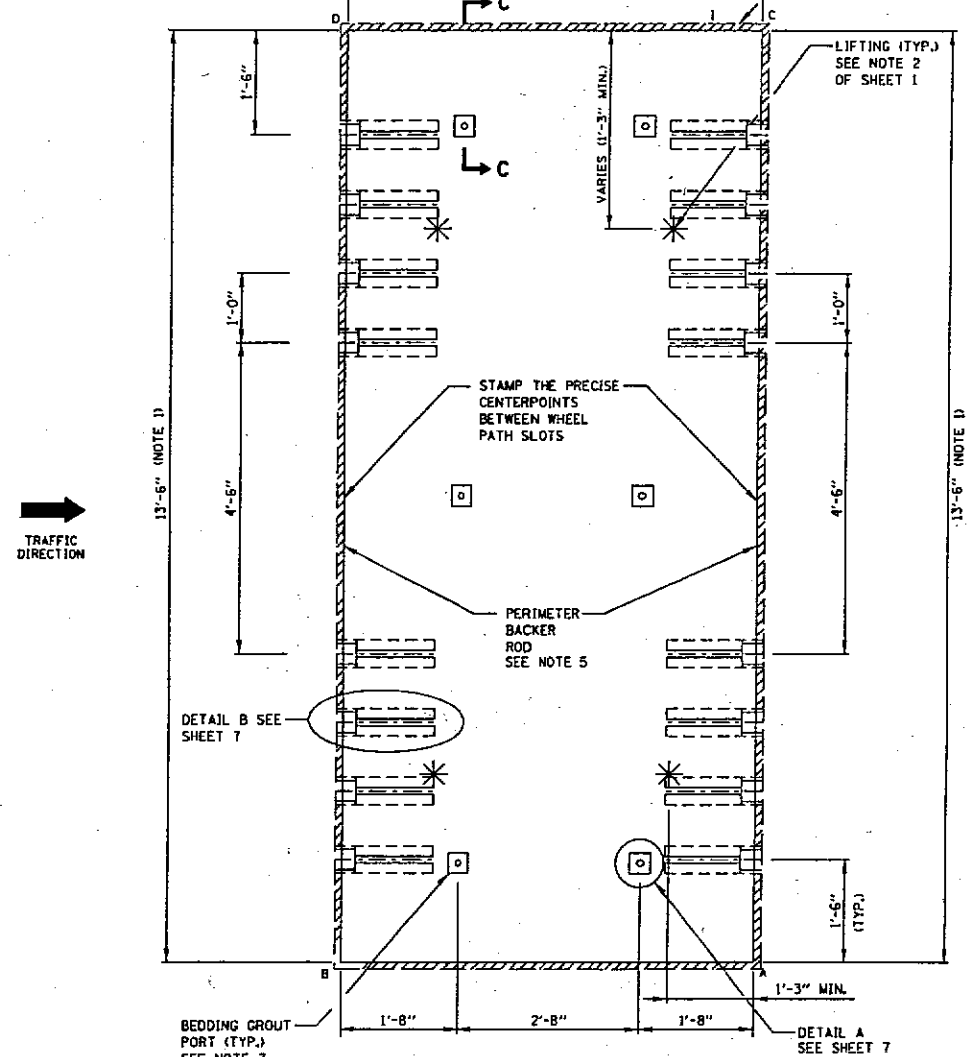 C
D
1
C
LIFTING (TYP.)
SEE NOTE 2
OF SHEET 1
1'-6"
VARIES (1'-3" MIN.)
C
1'-0"
1'-0"
STAMP THE PRECISE
CENTERPOINTS
BETWEEN WHEEL
PATH SLOTS
13'-6" (NOTE 1)
4'-6"
4'-6"
13'-6" (NOTE 1)
TRAFFIC
DIRECTION
PERIMETER
BACKER
ROD
SEE NOTE 5
DETAIL B SEE
SHEET 7
1'-6"
(TYP.)
B
A
1'-3" MIN.
BEDDING GROUT
PORT (TYP.)
1'-8"
2'-8"
1'-8"
DETAIL A
SEE SHEET 7
SEE NOTE